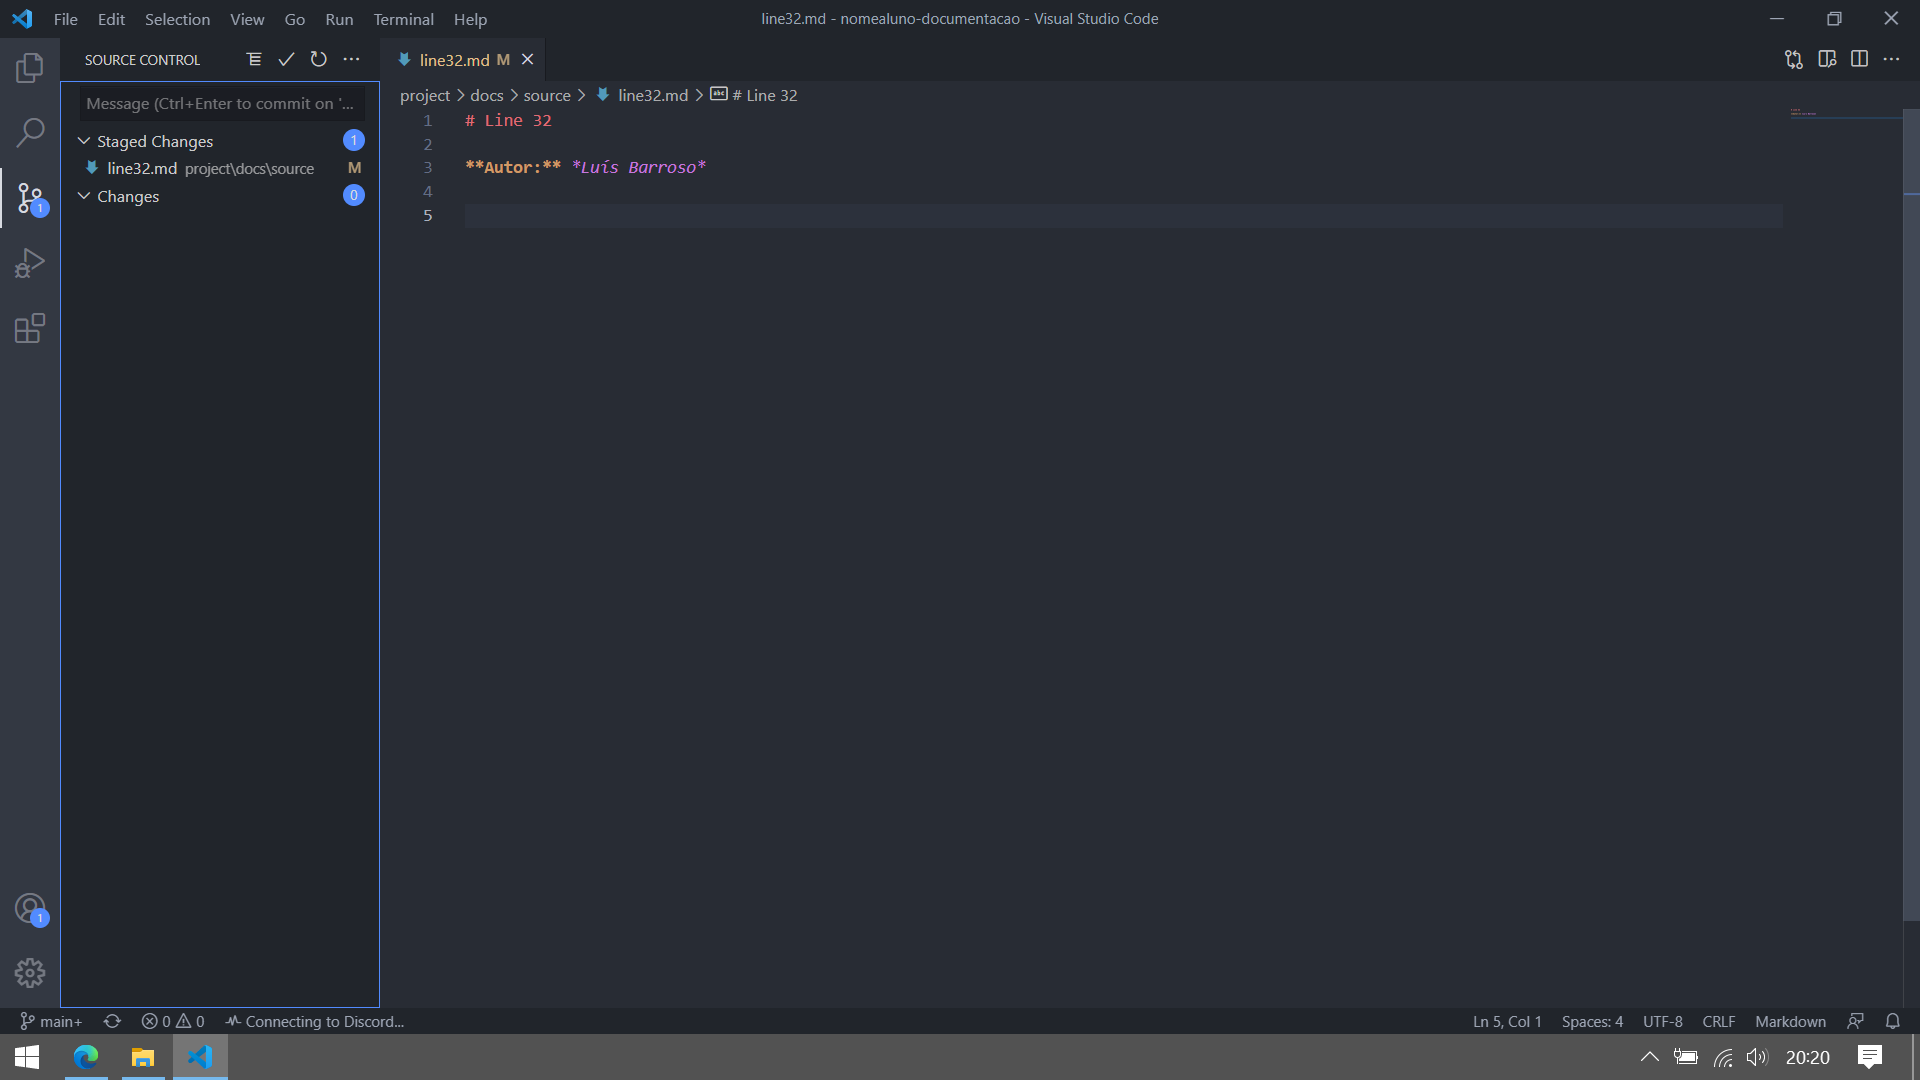 File Edit Selection View Go Run Terminal Help
line32.md - nomealuno-documentacao - Visual Studio Code
SOURCE CONTROL
line32.md M
Message (Ctrl+Enter to commit on '...
project docs source line32.md # Line 32
Staged Changes 1
line32.md project\docs\source M
Changes 0
1 # Line 32
2
3 **Autor:** *Luís Barroso*
4
5
1
1
main+ 0 0 Connecting to Discord...
Ln 5, Col 1 Spaces: 4 UTF-8 CRLF Markdown
20:20